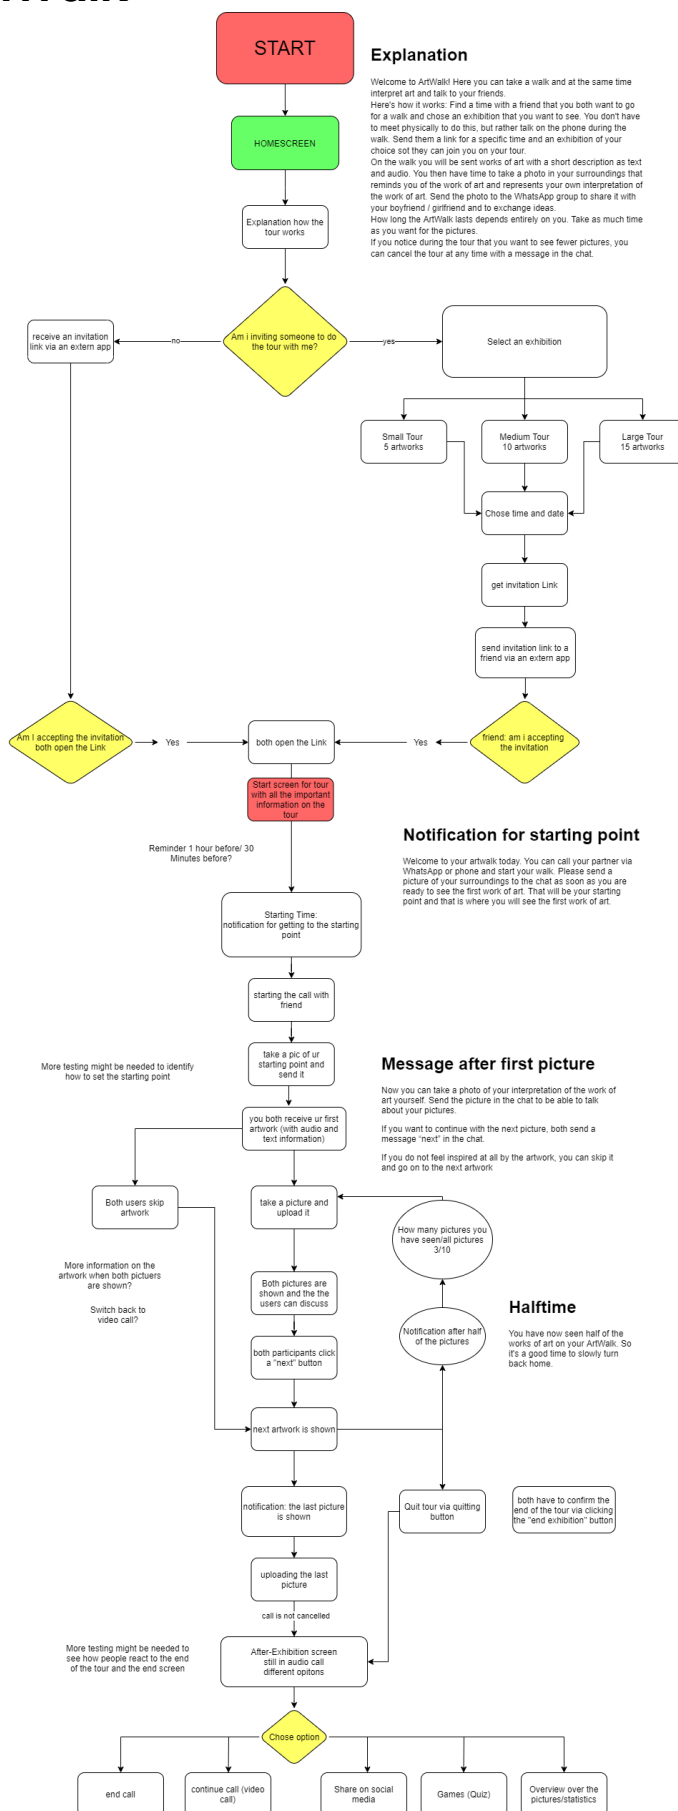 START
Explanation
Welcome to ArtWalk! Here you can take a walk and at the same time
interpret art and talk to your friends.
Here's how it works: Find a time with a friend that you both want to go
for a walk and chose an exhibition that you want to see. You don't have
to meet physically to do this, but rather talk on the phone during the
walk. Send them a link for a specific time and an exhibition of your
choice sot they can join you on your tour.
On the walk you will be sent works of art with a short description as text
and audio. You then have time to take a photo in your surroundings that
reminds you of the work of art and represents your own interpretation of
the work of art. Send the photo to the WhatsApp group to share it with
your boyfriend / girlfriend and to exchange ideas.
How long the ArtWalk lasts depends entirely on you. Take as much time
as you want for the pictures.
If you notice during the tour that you want to see fewer pictures, you
can cancel the tour at any time with a message in the chat.
HOMESCREEN
Explanation how the
tour works
receive an invitation
link via an extern app
no
Am i inviting someone to do
the tour with me?
yes
Select an exhibition
Small Tour
5 artworks
Medium Tour
10 artworks
Large Tour
15 artworks
Chose time and date
get invitation Link
send invitation link to a
friend via an extern app
Am I accepting the invitation
both open the Link
Yes
both open the Link
Yes
friend: am i accepting
the invitation
Start screen for tour
with all the important
information on the
tour
Reminder 1 hour before/ 30
Minutes before?
Notification for starting point
Welcome to your artwalk today. You can call your partner via
WhatsApp or phone and start your walk. Please send a
picture of your surroundings to the chat as soon as you are
ready to see the first work of art. That will be your starting
point and that is where you will see the first work of art.
Starting Time:
notification for getting to the starting
point
starting the call with
friend
take a pic of ur
starting point and
send it
More testing might be needed to identify
how to set the starting point
Message after first picture
Now you can take a photo of your interpretation of the work of
art yourself. Send the picture in the chat to be able to talk
about your pictures.
If you want to continue with the next picture, both send a
message "next" in the chat.
If you do not feel inspired at all by the artwork, you can skip it
and go on to the next artwork
you both receive ur first
artwork (with audio and
text information)
Both users skip
artwork
take a picture and
upload it
How many pictures you
have seen/all pictures
3/10
More information on the
artwork when both pictuers
are shown?
Switch back to
video call?
Both pictures are
shown and the the
users can discuss
Notification after half
of the pictures
Halftime
You have now seen half of the
works of art on your ArtWalk. So
it's a good time to slowly turn
back home.
both participants click
a "next" button
next artwork is shown
notification: the last picture
is shown
Quit tour via quitting
button
both have to confirm the
end of the tour via clicking
the "end exhibition" button
uploading the last
picture
call is not cancelled
More testing might be needed to
see how people react to the end
of the tour and the end screen
After-Exhibition screen
still in audio call
different opitons
Chose option
end call
continue call (video
call)
Share on social
media
Games (Quiz)
Overview over the
pictures/statistics